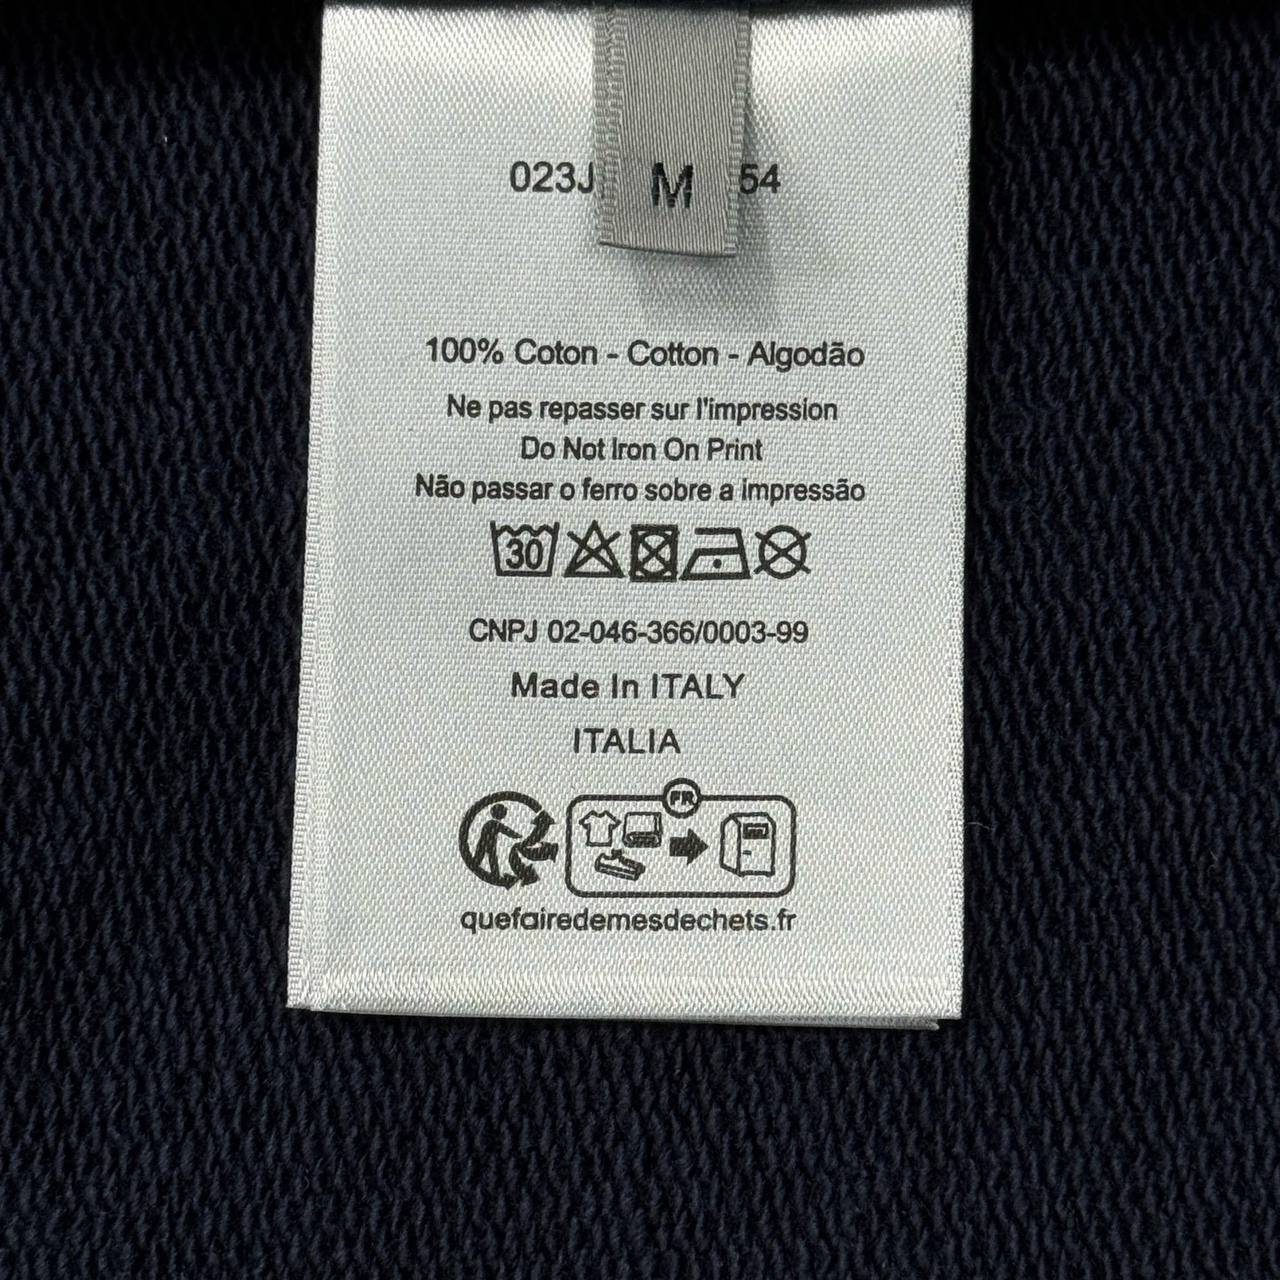 023J M 54
100% Coton - Cotton - Algodão
Ne pas repasser sur l'impression
Do Not Iron On Print
Não passar o ferro sobre a impressão
30
CNPJ 02-046-366/0003-99
Made In ITALY
ITALIA
FR
quefairedemesdechets.fr